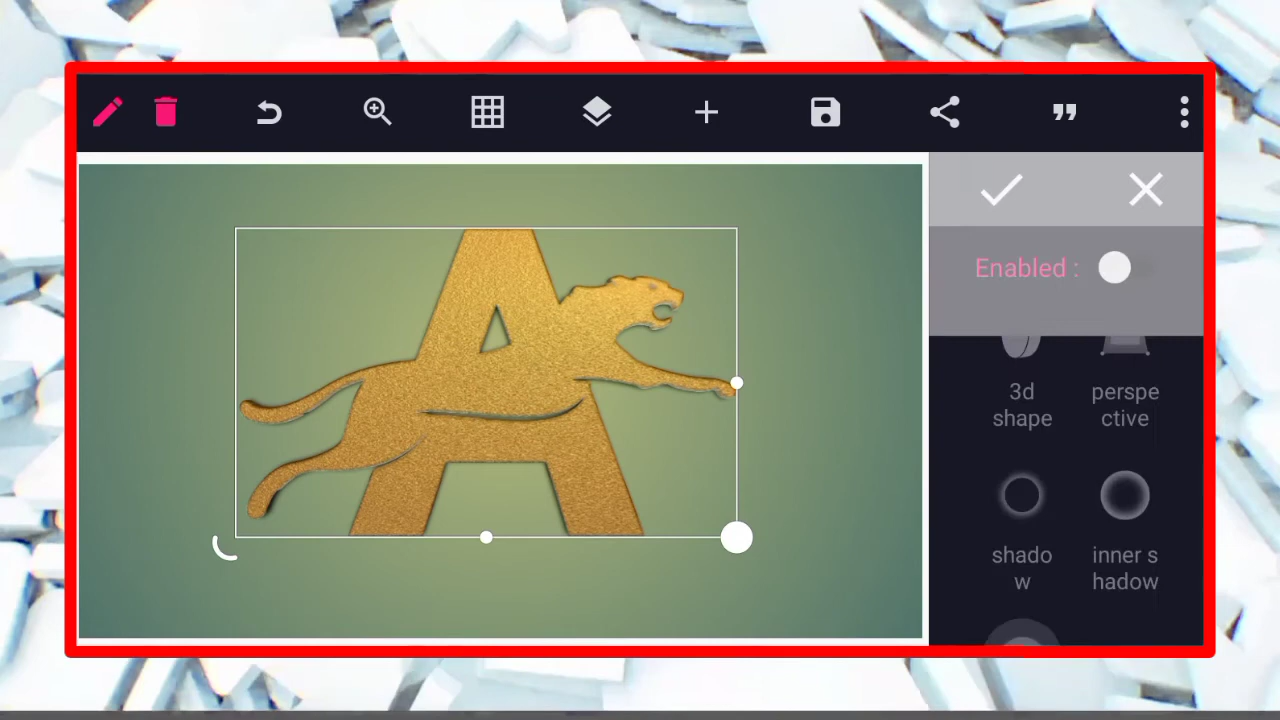 Enabled :
3d
shape
perspe
ctive
shado
w
inner s
hadow
A